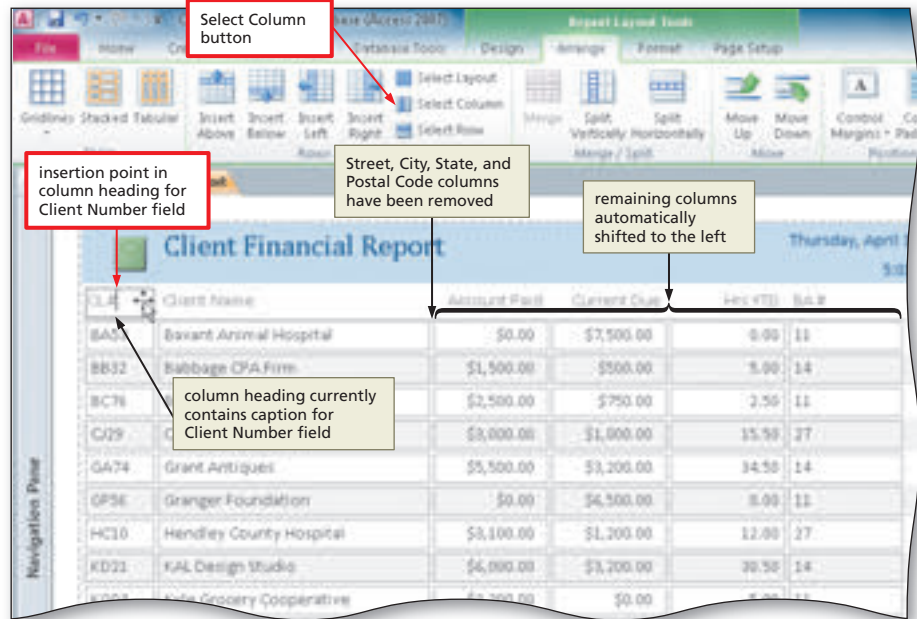 Select Column
button
(Access 2007)
Report Layout Tools
File Home Database Tools Design Arrange Format Page Setup
Select Layout
Select Column
Select Row
Gridlines Stacked Tabular
Insert Above
Insert Below
Insert Left
Insert Right
Merge
Split Vertically
Split Horizontally
Move Up
Move Down
Control Margins
Merge / Split
Move
insertion point in
column heading for
Client Number field
Street, City, State, and
Postal Code columns
have been removed
remaining columns
automatically
shifted to the left
Client Financial Report
Thursday, April
CL# Client Name Amount Paid Current Due Hrs YTD BA#
Bavant Animal Hospital $0.00 $7,500.00 0.00 11
BB32 Babbage CPA Firm $1,500.00 $500.00 5.00 14
column heading currently
contains caption for
Client Number field
BC76 $2,500.00 $750.00 2.50 11
CJ29 $3,000.00 $1,000.00 15.50 27
GA74 Grant Antiques $5,500.00 $3,200.00 34.50 14
GF56 Granger Foundation $0.00 $6,500.00 0.00 11
HC10 Hendley County Hospital $3,100.00 $1,200.00 12.00 27
KD21 KAL Design Studio $6,000.00 $3,200.00 30.50 14
Grocery Cooperative $0.00
Navigation Pane